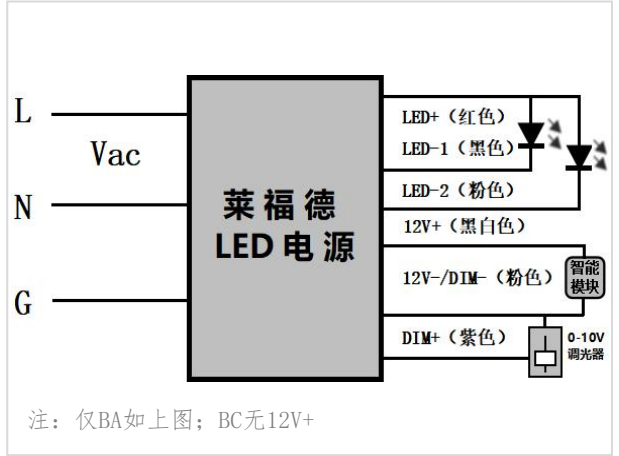 L
Vac
N
G
莱福德
LED电源
LED+（红色）
LED-1（黑色）
LED-2（粉色）
12V+（黑白色）
12V-/DIM-（粉色）
DIM+（紫色）
智能
模块
0-10V
调光器
注：仅BA如上图；BC无12V+